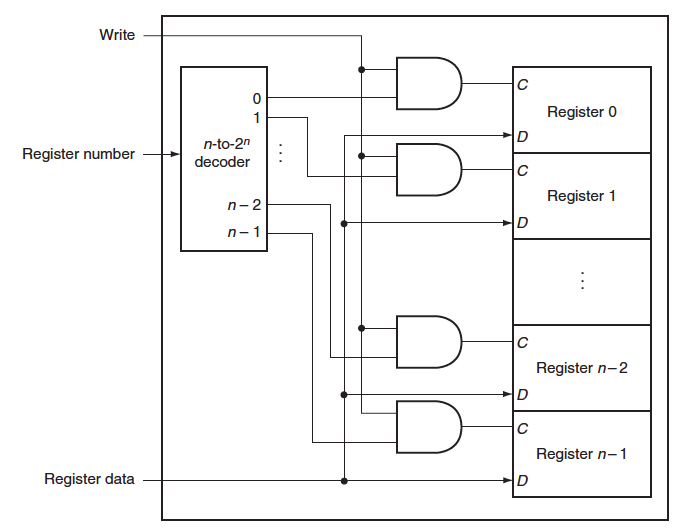 Write
C
0
1
Register 0
n-to-2ⁿ
decoder
⋮
D
Register number
C
Register 1
n – 2
D
n – 1
⋮
C
Register n – 2
D
C
Register n – 1
Register data
D